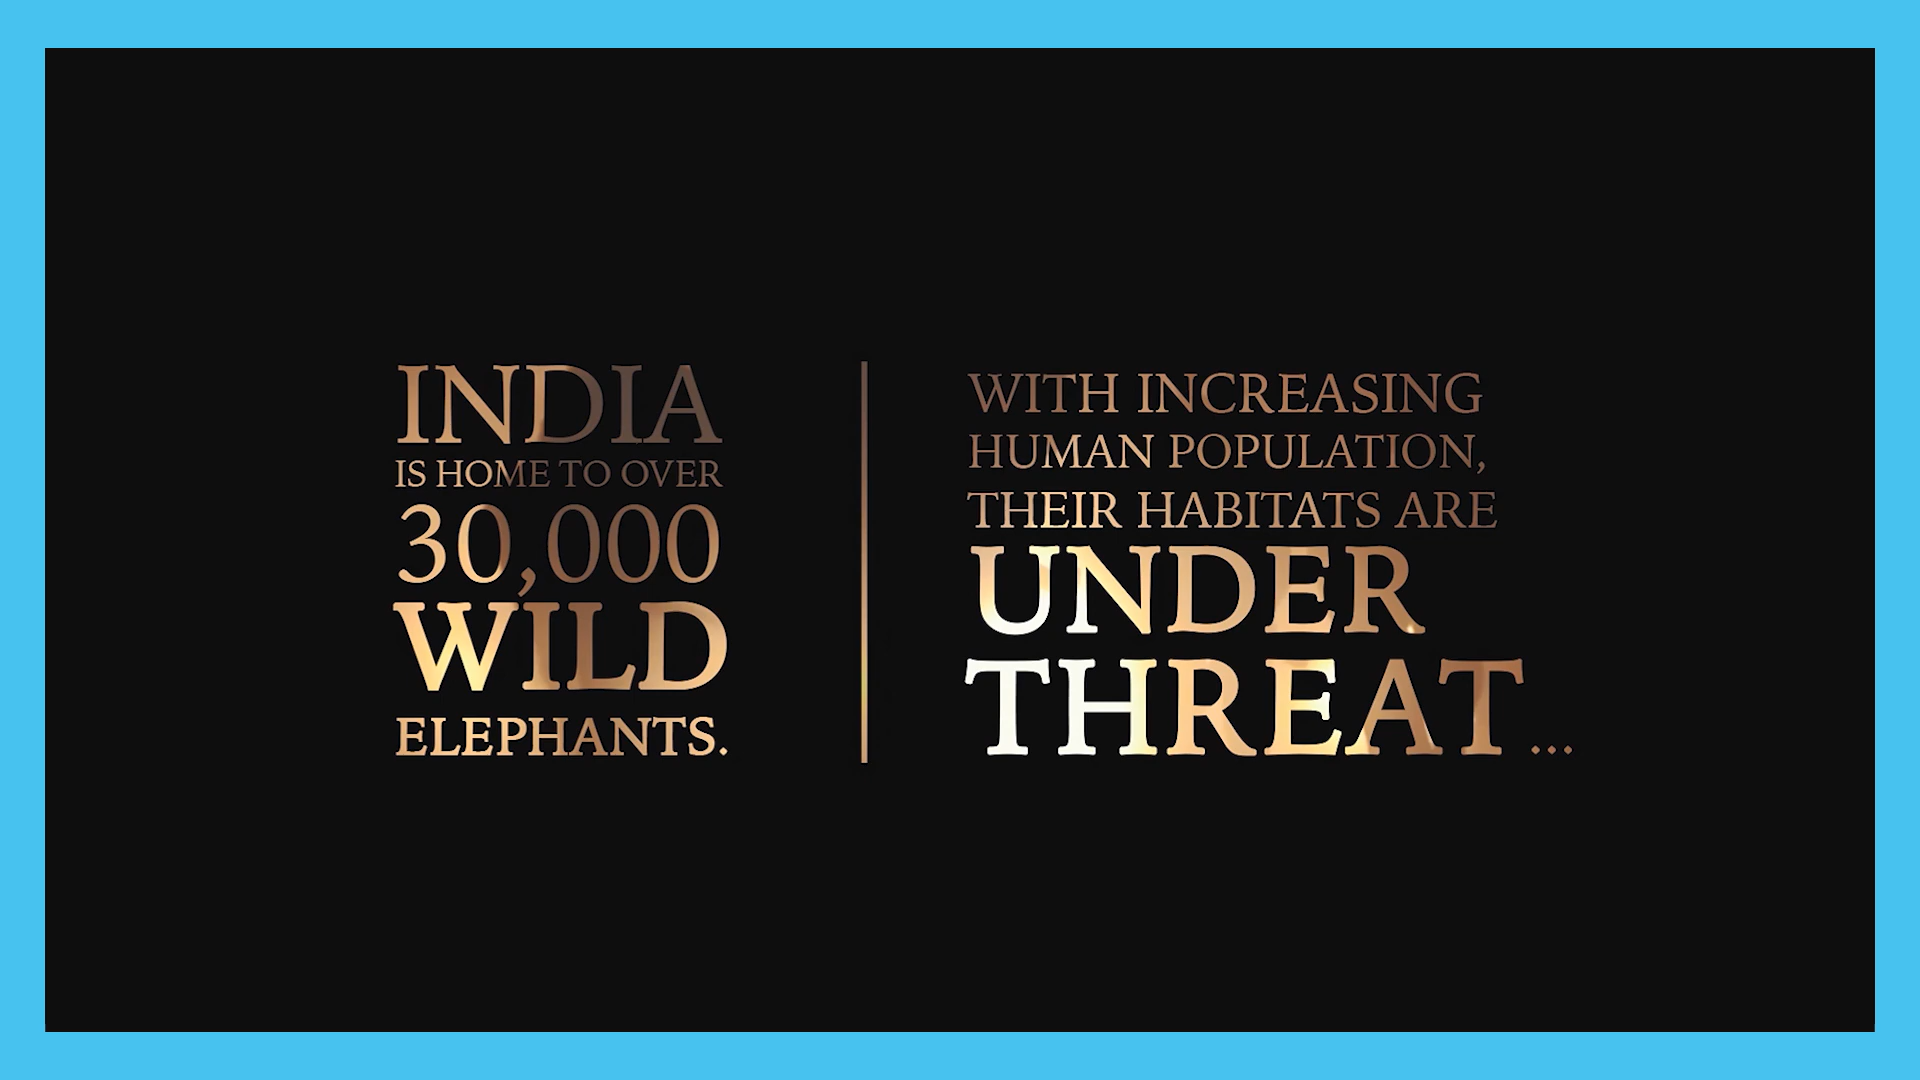 INDIA
IS HOME TO OVER
30,000
WILD
ELEPHANTS.
WITH INCREASING
HUMAN POPULATION,
THEIR HABITATS ARE
UNDER
THREAT...